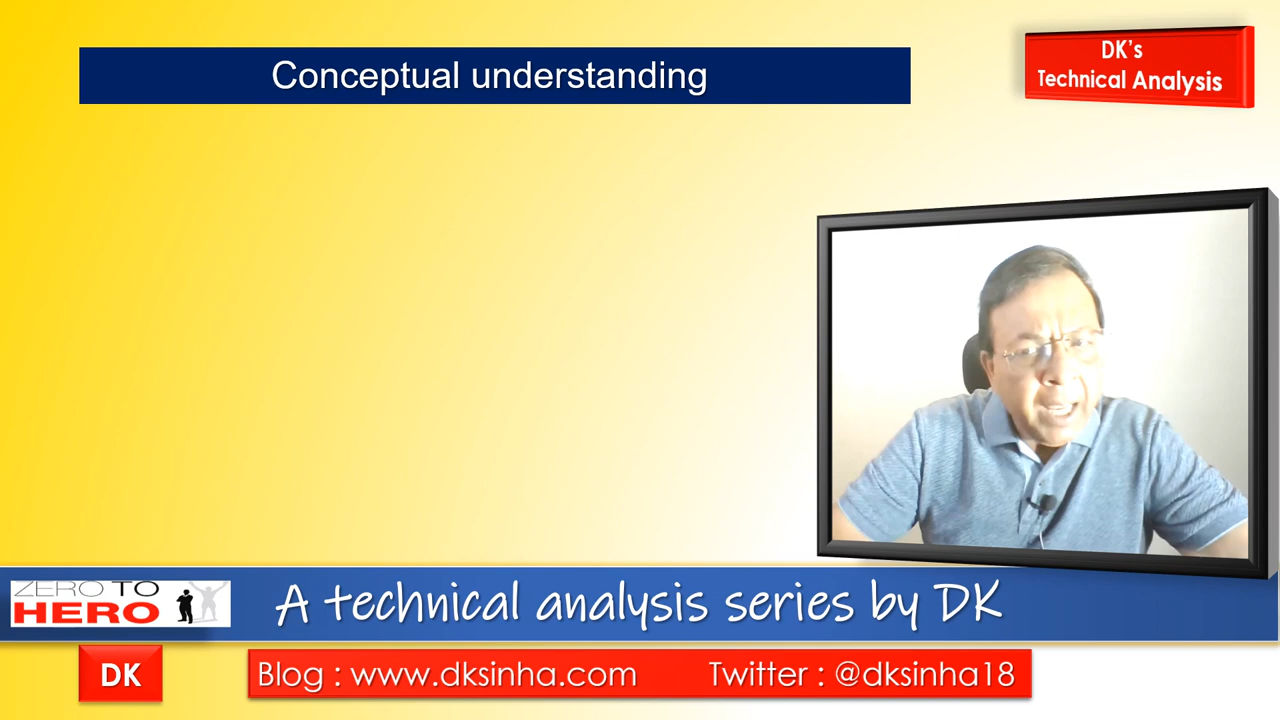 Conceptual understanding
DK's
Technical Analysis
ZERO TO
HERO
A technical analysis series by DK
DK
Blog : www.dksinha.com Twitter : @dksinha18